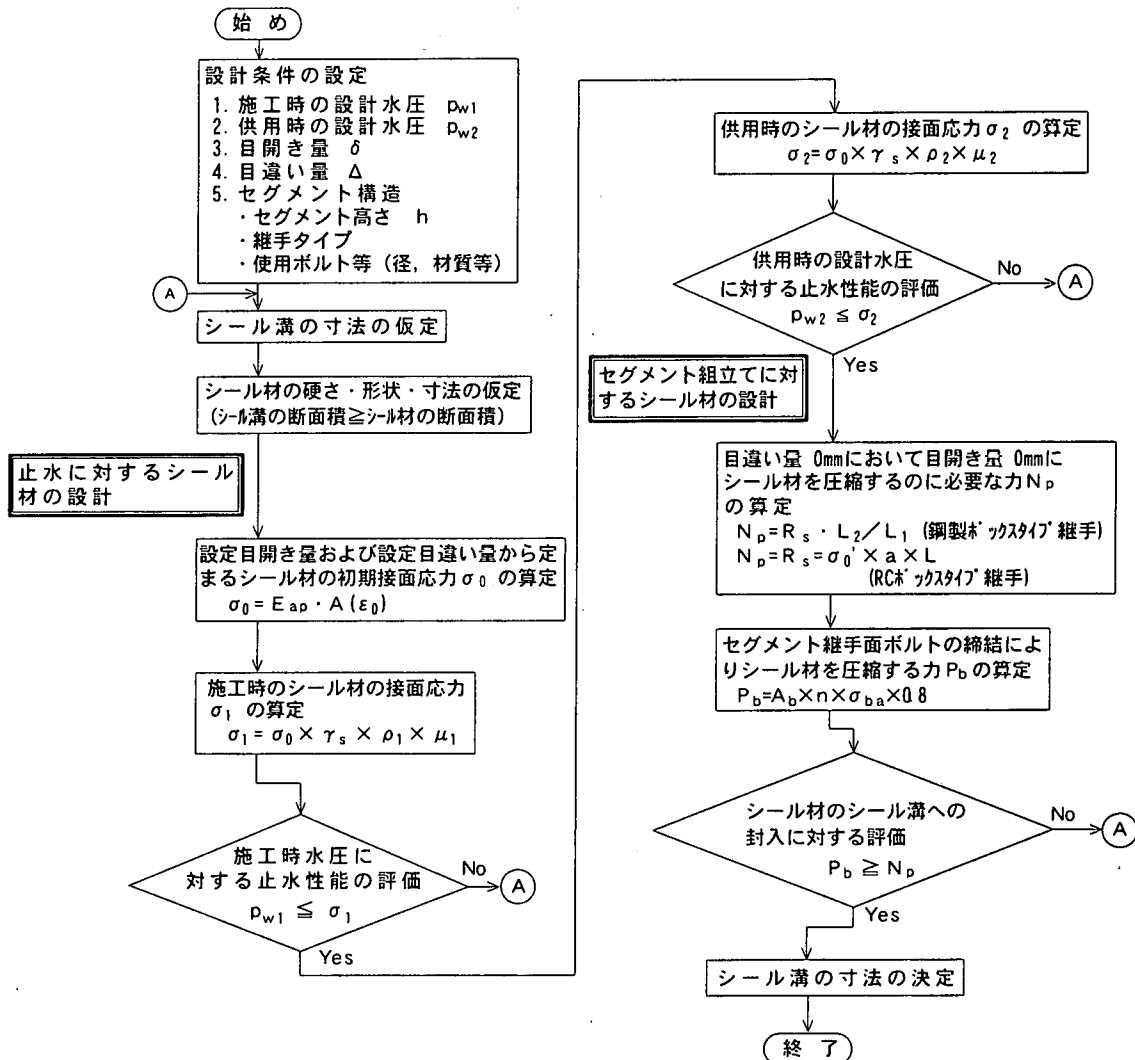 始 め
設計条件の設定
1. 施工時の設計水圧 pw1
2. 供用時の設計水圧 pw2
3. 目開き量 δ
4. 目違い量 Δ
5. セグメント構造
・セグメント高さ h
・継手タイプ
・使用ボルト等 (径, 材質等)
A
シール溝の寸法の仮定
シール材の硬さ・形状・寸法の仮定
(シール溝の断面積≧シール材の断面積)
止水に対するシール
材の設計
設定目開き量および設定目違い量から定
まるシール材の初期接面応力σ0 の算定
σ0=Eap・A(ε0)
施工時のシール材の接面応力
σ1 の算定
σ1=σ0×γs×ρ1×μ1
施工時水圧に
対する止水性能の評価
pw1 ≦ σ1
No
A
Yes
供用時のシール材の接面応力σ2 の算定
σ2=σ0×γs×ρ2×μ2
供用時の設計水圧
に対する止水性能の評価
pw2 ≦ σ2
No
A
Yes
セグメント組立てに対
するシール材の設計
目違い量 0mmにおいて目開き量 0mmに
シール材を圧縮するのに必要な力Np
の算定
Np=Rs・L2/L1 (鋼製ボックスタイプ継手)
Np=Rs=σ0'×a×L
(RCボックスタイプ継手)
セグメント継手面ボルトの締結によ
りシール材を圧縮する力Pbの算定
Pb=Ab×n×σba×0.8
シール材のシール溝への
封入に対する評価
Pb ≧ Np
No
A
Yes
シール溝の寸法の決定
終 了